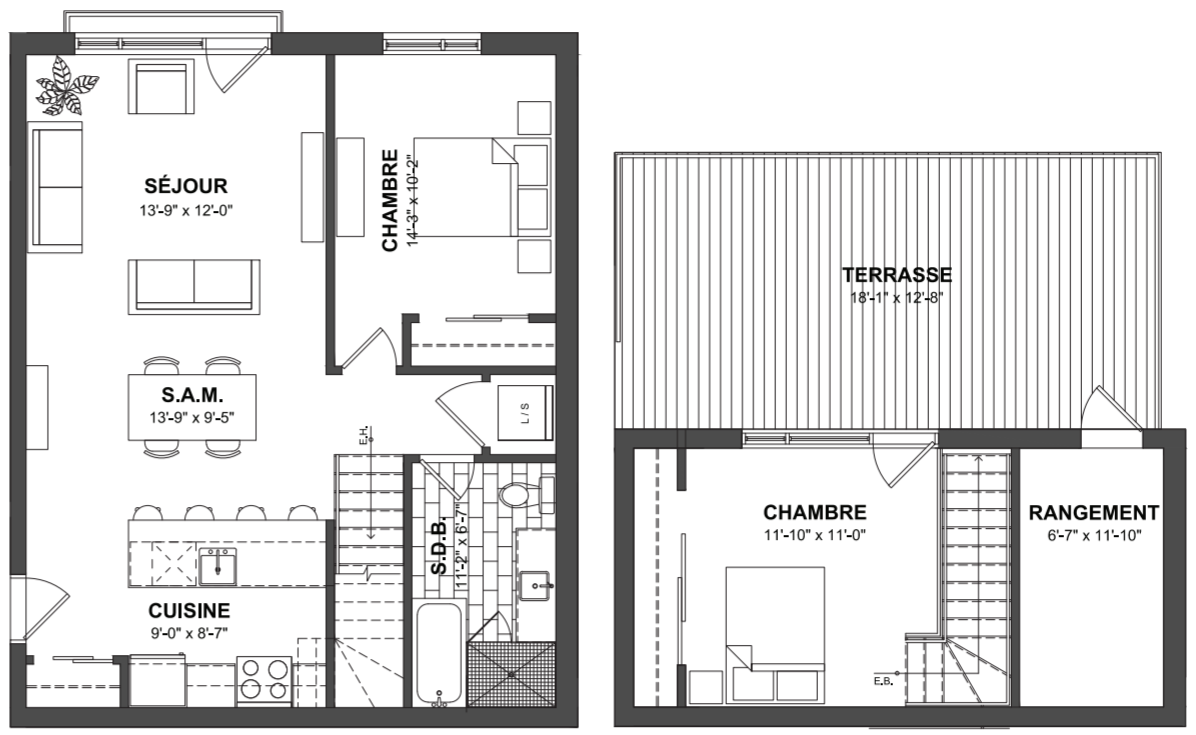 SÉJOUR
13'-9" x 12'-0"
CHAMBRE
14'-3" x 10'-2"
S.A.M.
13'-9" x 9'-5"
L / S
E.H.
S.D.B.
11'-2" x 6'-7"
CUISINE
9'-0" x 8'-7"
TERRASSE
18'-1" x 12'-8"
CHAMBRE
11'-10" x 11'-0"
RANGEMENT
6'-7" x 11'-10"
E.B.